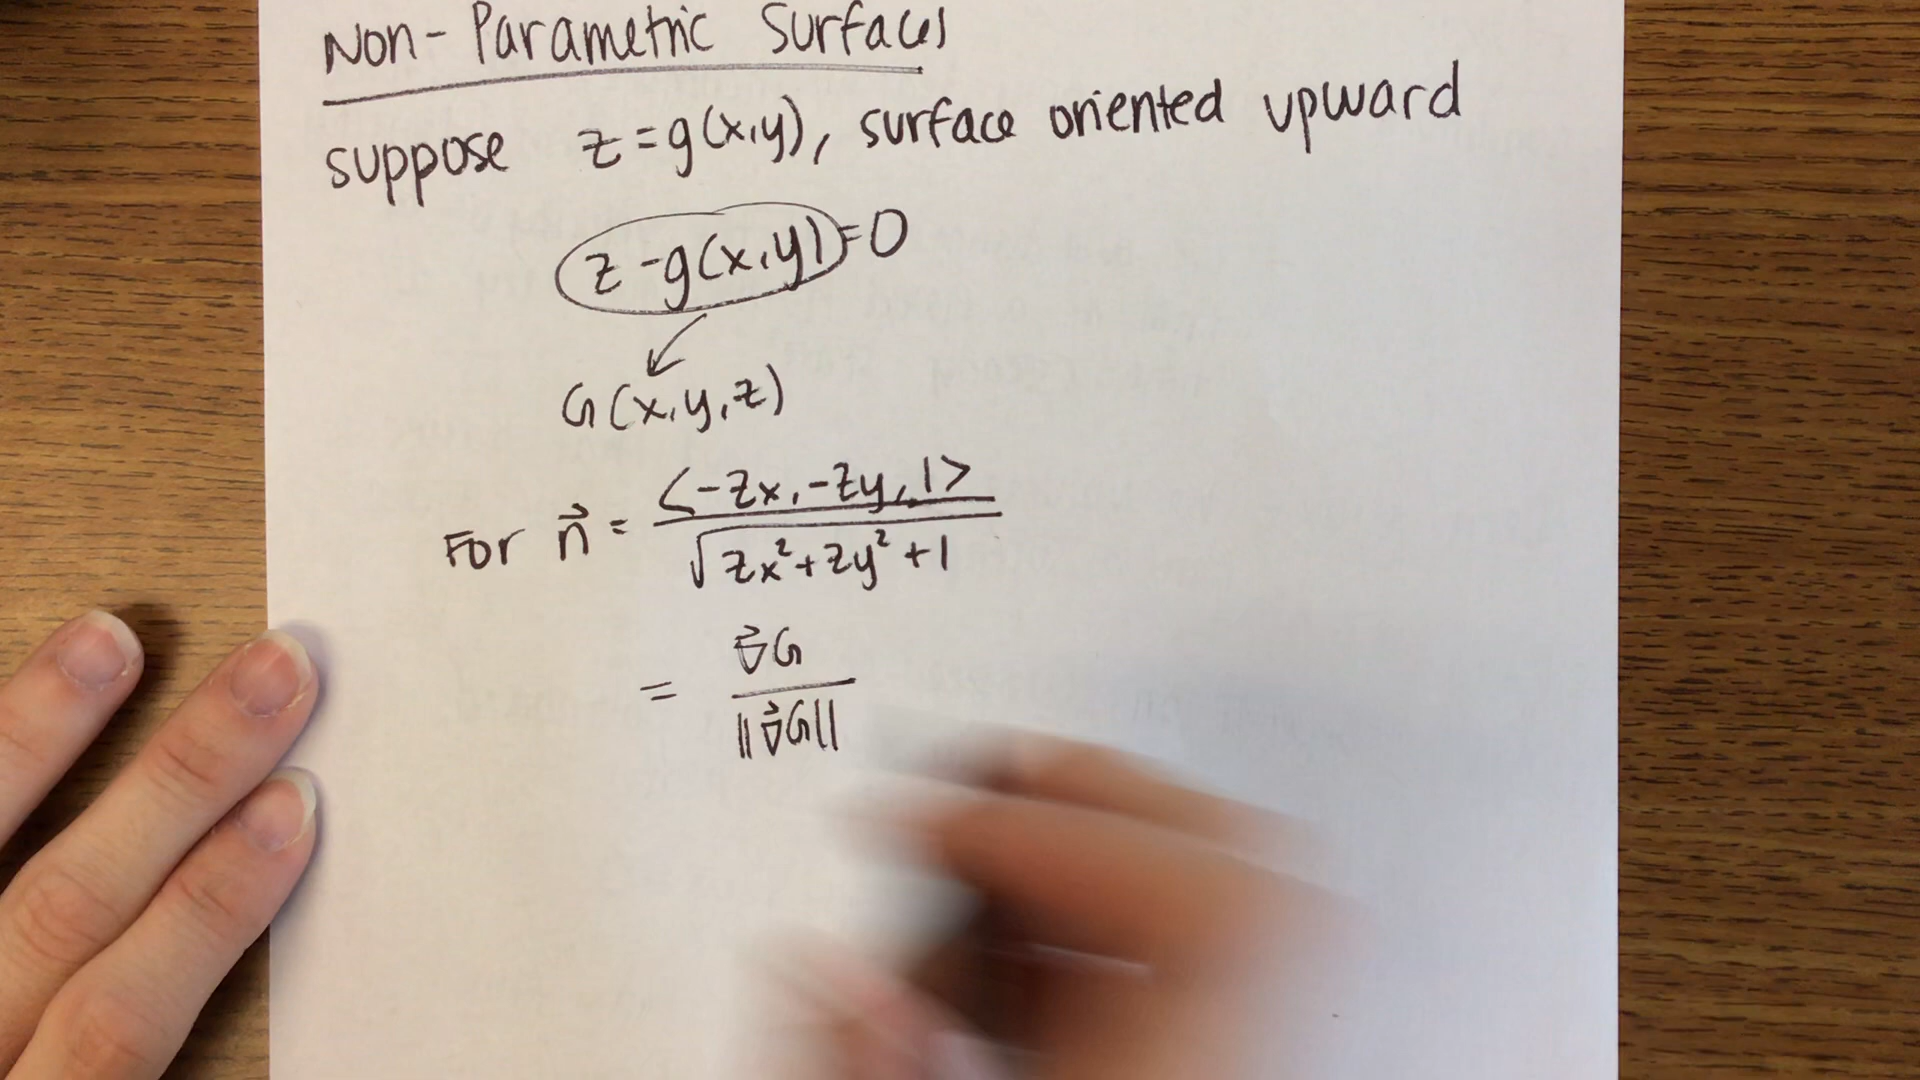 Non-Parametric Surfaces
suppose z = g(x,y), surface oriented upward
z - g(x,y) = 0
G(x,y,z)
For n⃗ = <-zx, -zy, 1> / √(zx² + zy² + 1)
= ∇⃗G / ||∇⃗G||